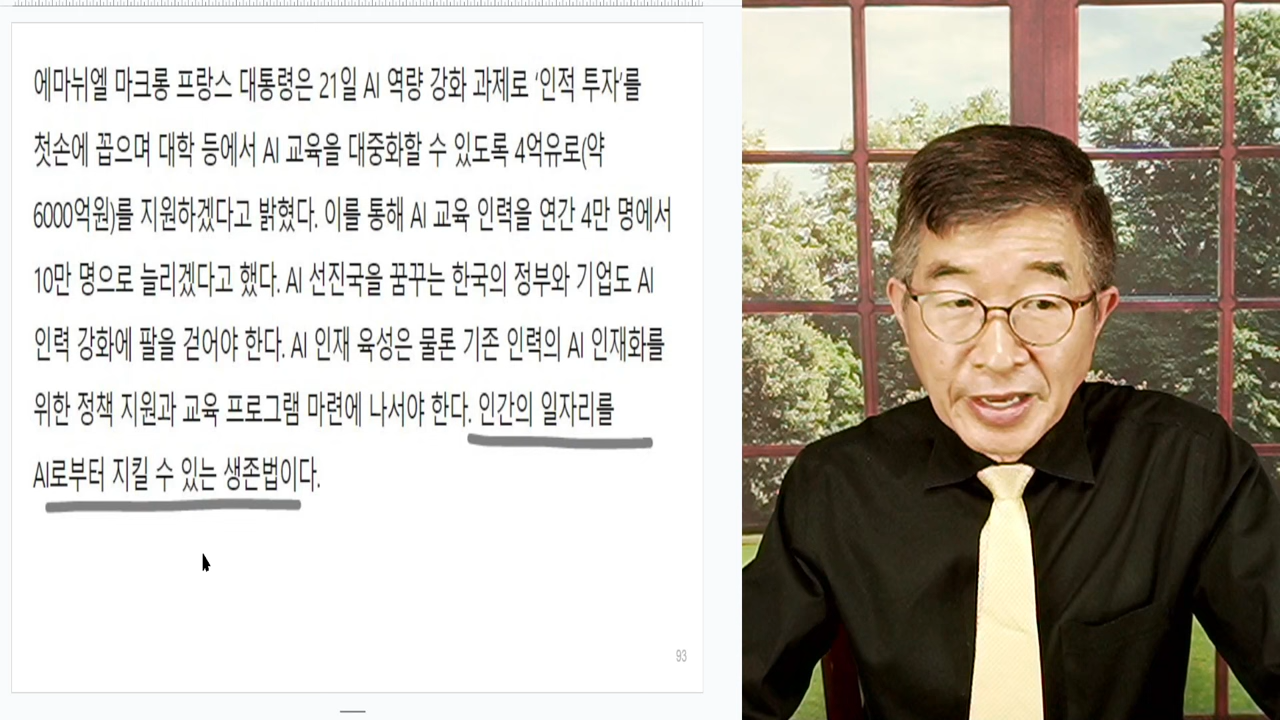 에마뉘엘 마크롱 프랑스 대통령은 21일 AI 역량 강화 과제로 ‘인적 투자’를
첫손에 꼽으며 대학 등에서 AI 교육을 대중화할 수 있도록 4억유로(약
6000억원)를 지원하겠다고 밝혔다. 이를 통해 AI 교육 인력을 연간 4만 명에서
10만 명으로 늘리겠다고 했다. AI 선진국을 꿈꾸는 한국의 정부와 기업도 AI
인력 강화에 팔을 걷어야 한다. AI 인재 육성은 물론 기존 인력의 AI 인재화를
위한 정책 지원과 교육 프로그램 마련에 나서야 한다. 인간의 일자리를
AI로부터 지킬 수 있는 생존법이다.
93